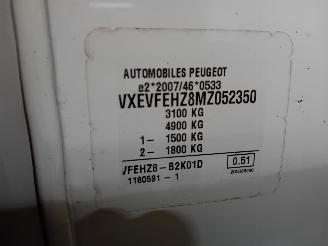 AUTOMOBILES PEUGEOT
e2*2007/46*0533
VXEVFEHZ8MZ052350
3100 KG
4900 KG
1- 1500 KG
2- 1800 KG
VFEHZ8-B2K01D 0.51
1180591 - 1